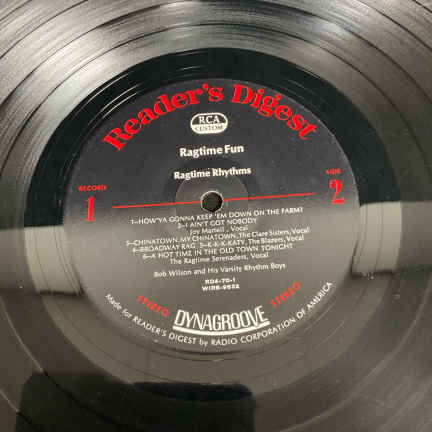 Reader's Digest
RCA
CUSTOM
Ragtime Fun
Ragtime Rhythms
RECORD
1
SIDE
2
1—HOW'YA GONNA KEEP 'EM DOWN ON THE FARM?
2—I AIN'T GOT NOBODY
Joy Martell, Vocal
3—CHINATOWN, MY CHINATOWN, The Clare Sisters, Vocal
4—BROADWAY RAG 5—K-K-K-KATY, The Blazers, Vocal
6—A HOT TIME IN THE OLD TOWN TONIGHT
The Ragtime Serenaders, Vocal
Bob Wilson and His Varsity Rhythm Boys
RD4-70-1
STEREO
DYNAGROOVE
STEREO
Made for READER'S DIGEST by RADIO CORPORATION OF AMERICA